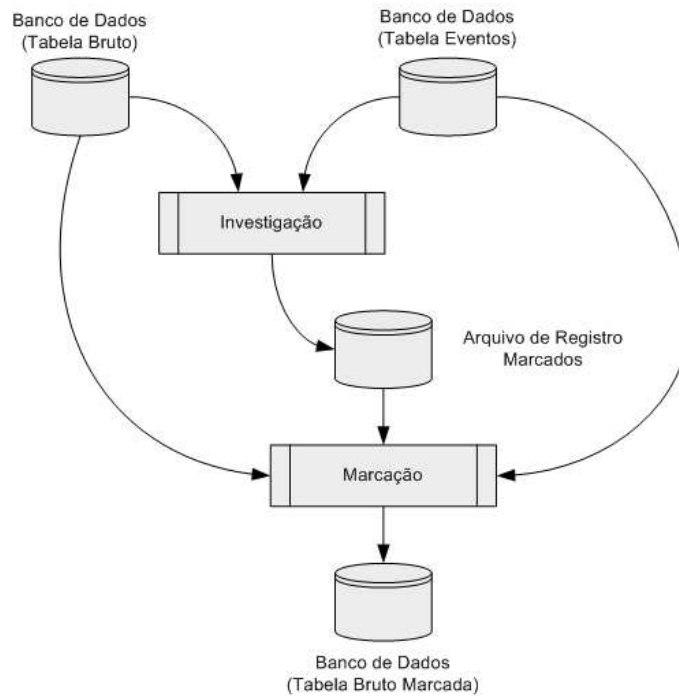 Banco de Dados
(Tabela Bruto)
Banco de Dados
(Tabela Eventos)
Investigação
Arquivo de Registro
Marcados
Marcação
Banco de Dados
(Tabela Bruto Marcada)